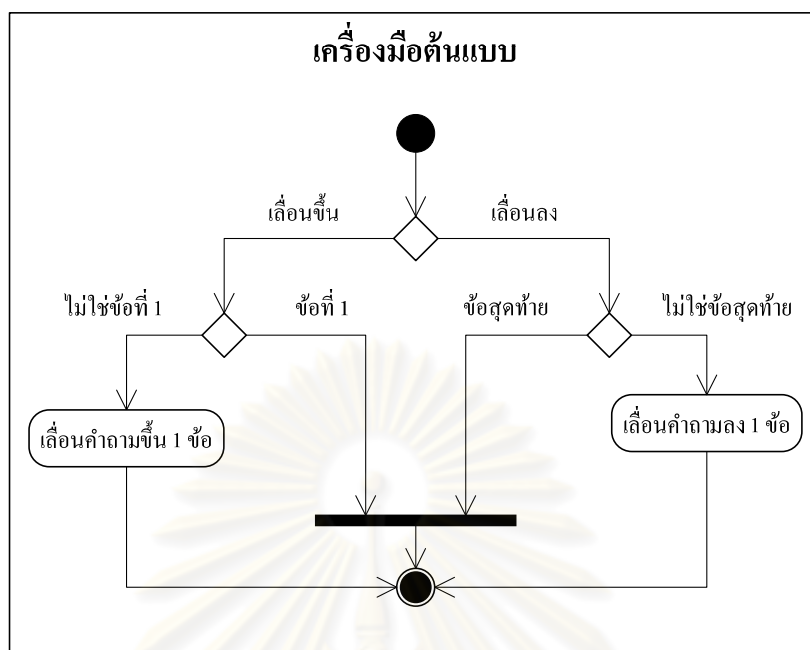 เครื่องมือต้นแบบ
เลื่อนขึ้น
เลื่อนลง
ไม่ใช่ข้อที่ 1
ข้อที่ 1
ข้อสุดท้าย
ไม่ใช่ข้อสุดท้าย
เลื่อนคำถามขึ้น 1 ข้อ
เลื่อนคำถามลง 1 ข้อ